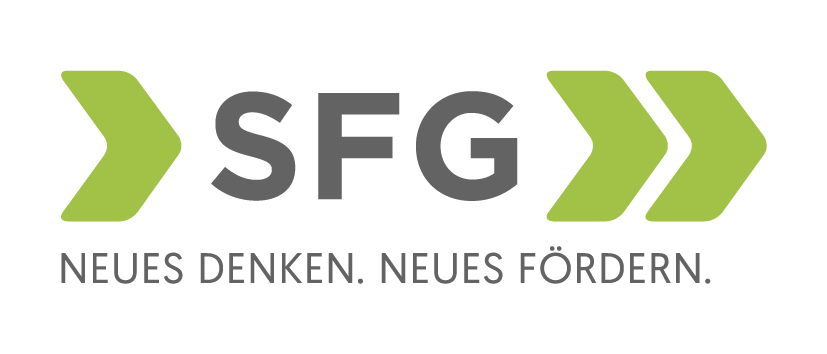 SFG
NEUES DENKEN. NEUES FÖRDERN.